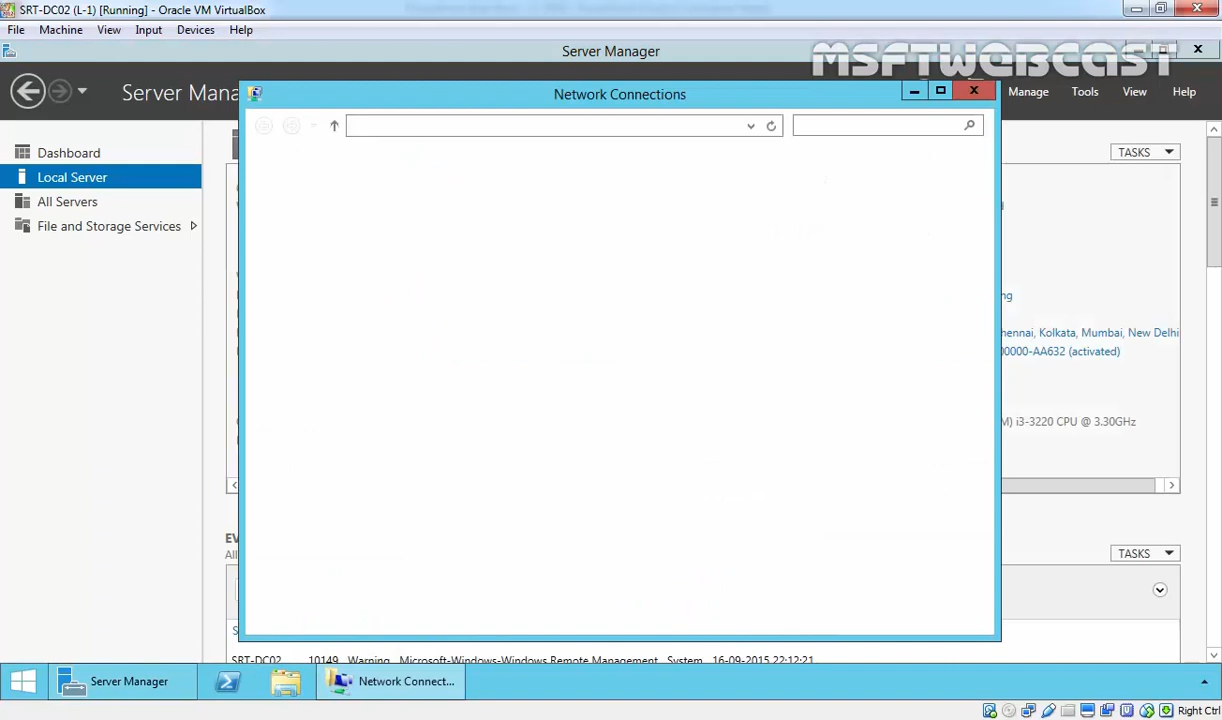 SRT-DC02 (L-1) [Running] - Oracle VM VirtualBox
File Machine View Input Devices Help
Server Manager
MSFTWEBCAST
Server Mana
Manage Tools View Help
Network Connections
Dashboard
Local Server
All Servers
File and Storage Services
TASKS
ng
hennai, Kolkata, Mumbai, New Delhi
00000-AA632 (activated)
M) i3-3220 CPU @ 3.30GHz
EV
All
TASKS
S
SRT-DC02 10149 Warning Microsoft-Windows-Windows Remote Management System 16-09-2015 22:12:21
Server Manager
Network Connect...
Right Ctrl